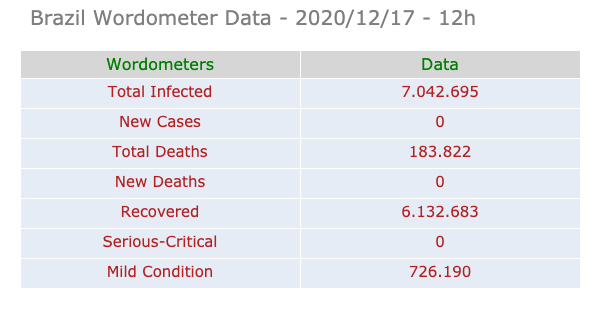 Brazil Wordometer Data - 2020/12/17 - 12h
Wordometers Data
Total Infected 7.042.695
New Cases 0
Total Deaths 183.822
New Deaths 0
Recovered 6.132.683
Serious-Critical 0
Mild Condition 726.190